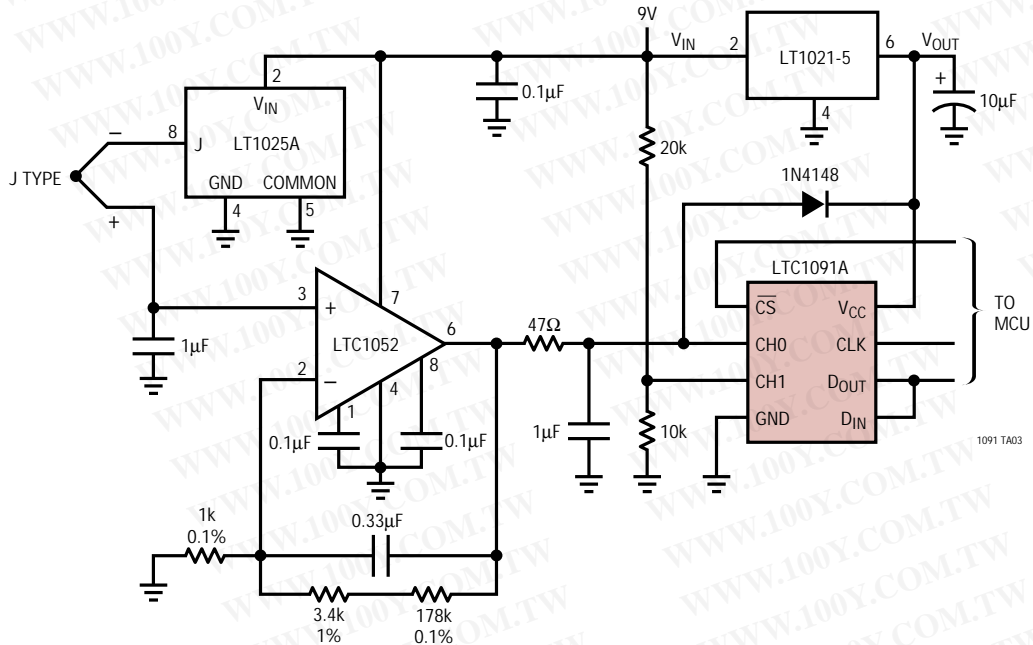 9V
VIN
2
LT1021-5
6
VOUT
4
+
10µF
2
VIN
8
J
LT1025A
GND
COMMON
4
5
−
J TYPE
+
0.1µF
20k
1N4148
LTC1091A
CS
VCC
CH0
CLK
CH1
DOUT
GND
DIN
TO
MCU
3
+
7
LTC1052
6
2
−
8
1
4
1µF
47Ω
1µF
10k
0.1µF
0.1µF
1091 TA03
1k
0.1%
0.33µF
3.4k
1%
178k
0.1%
WWW.100Y.COM.TW